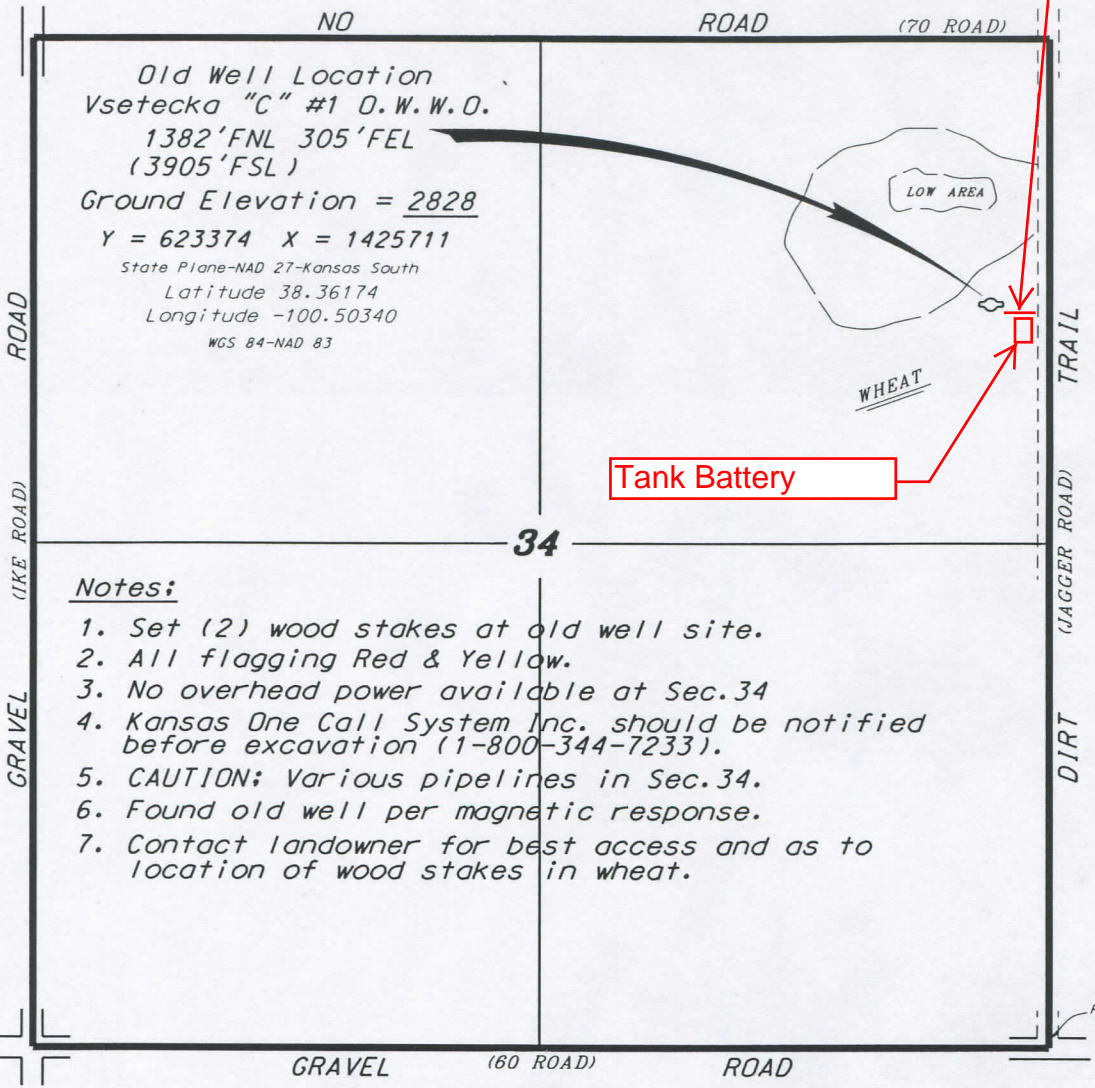 NO ROAD (70 ROAD)
Old Well Location
Vsetecka "C" #1 O.W.W.O.
1382'FNL 305'FEL
(3905'FSL)
Ground Elevation = 2828
Y = 623374 X = 1425711
State Plane-NAD 27-Kansas South
Latitude 38.36174
Longitude -100.50340
WGS 84-NAD 83
LOW AREA
WHEAT
Tank Battery
GRAVEL (IKE ROAD) ROAD
DIRT (JAGGER ROAD) TRAIL
34
Notes:
1. Set (2) wood stakes at old well site.
2. All flagging Red & Yellow.
3. No overhead power available at Sec.34
4. Kansas One Call System Inc. should be notified
before excavation (1-800-344-7233).
5. CAUTION: Various pipelines in Sec.34.
6. Found old well per magnetic response.
7. Contact landowner for best access and as to
location of wood stakes in wheat.
GRAVEL (60 ROAD) ROAD